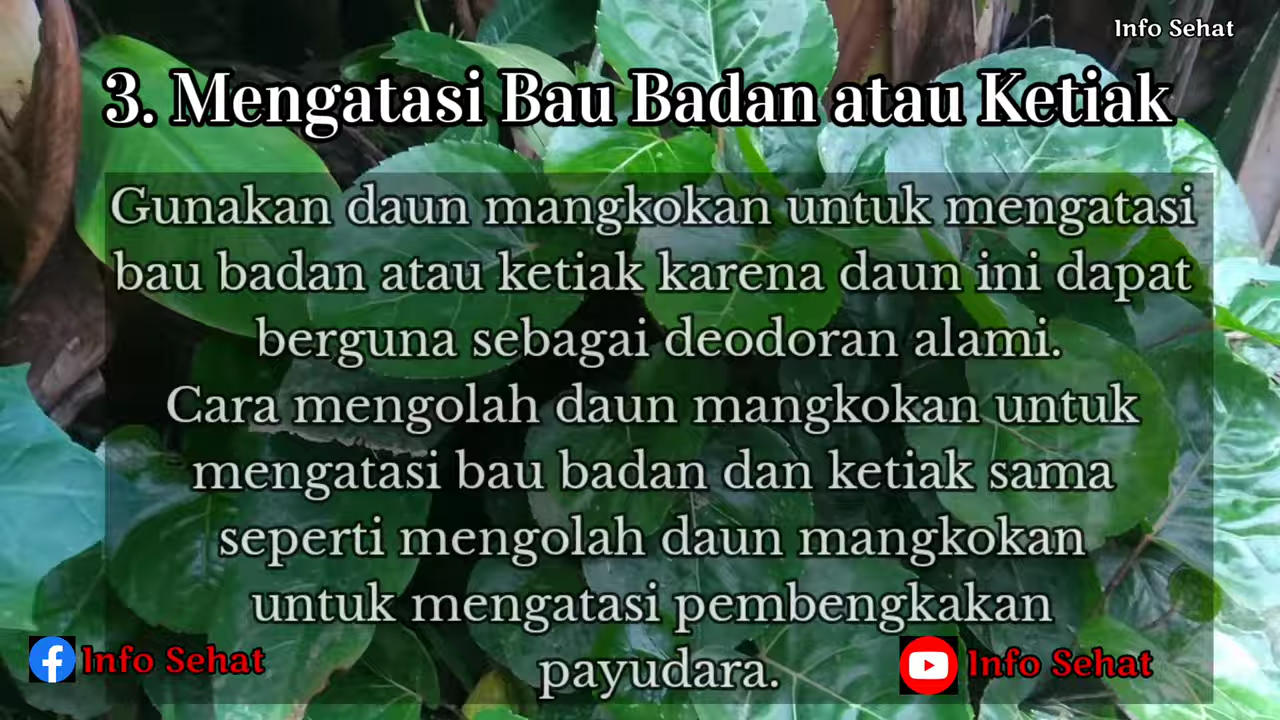 Info Sehat
3. Mengatasi Bau Badan atau Ketiak
Gunakan daun mangkokan untuk mengatasi
bau badan atau ketiak karena daun ini dapat
berguna sebagai deodoran alami.
Cara mengolah daun mangkokan untuk
mengatasi bau badan dan ketiak sama
seperti mengolah daun mangkokan
untuk mengatasi pembengkakan
payudara.
Info Sehat
Info Sehat